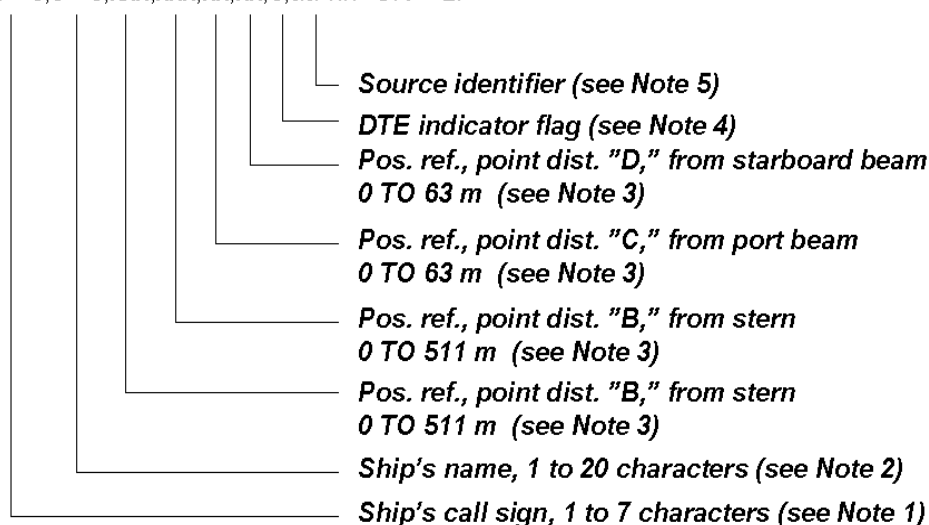 Source identifier (see Note 5)
DTE indicator flag (see Note 4)
Pos. ref., point dist. "D," from starboard beam
0 TO 63 m (see Note 3)
Pos. ref., point dist. "C," from port beam
0 TO 63 m (see Note 3)
Pos. ref., point dist. "B," from stern
0 TO 511 m (see Note 3)
Pos. ref., point dist. "B," from stern
0 TO 511 m (see Note 3)
Ship's name, 1 to 20 characters (see Note 2)
Ship's call sign, 1 to 7 characters (see Note 1)